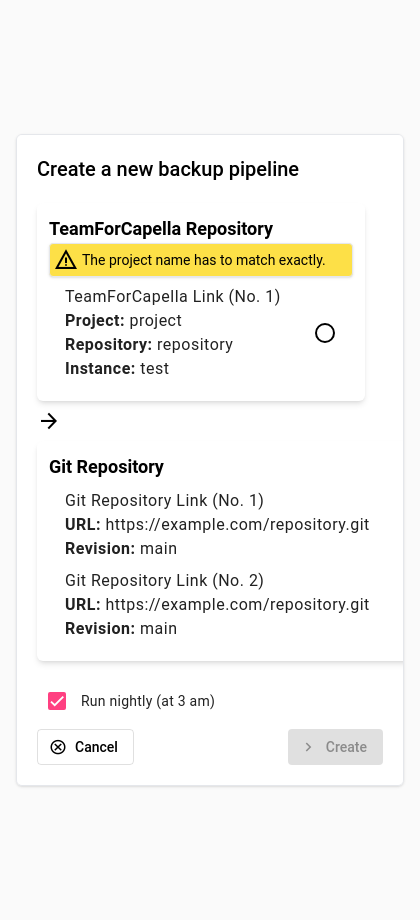 Create a new backup pipeline
TeamForCapella Repository
The project name has to match exactly.
TeamForCapella Link (No. 1)
Project: project
Repository: repository
Instance: test
Git Repository
Git Repository Link (No. 1)
URL: https://example.com/repository.git
Revision: main
Git Repository Link (No. 2)
URL: https://example.com/repository.git
Revision: main
Run nightly (at 3 am)
Cancel
Create